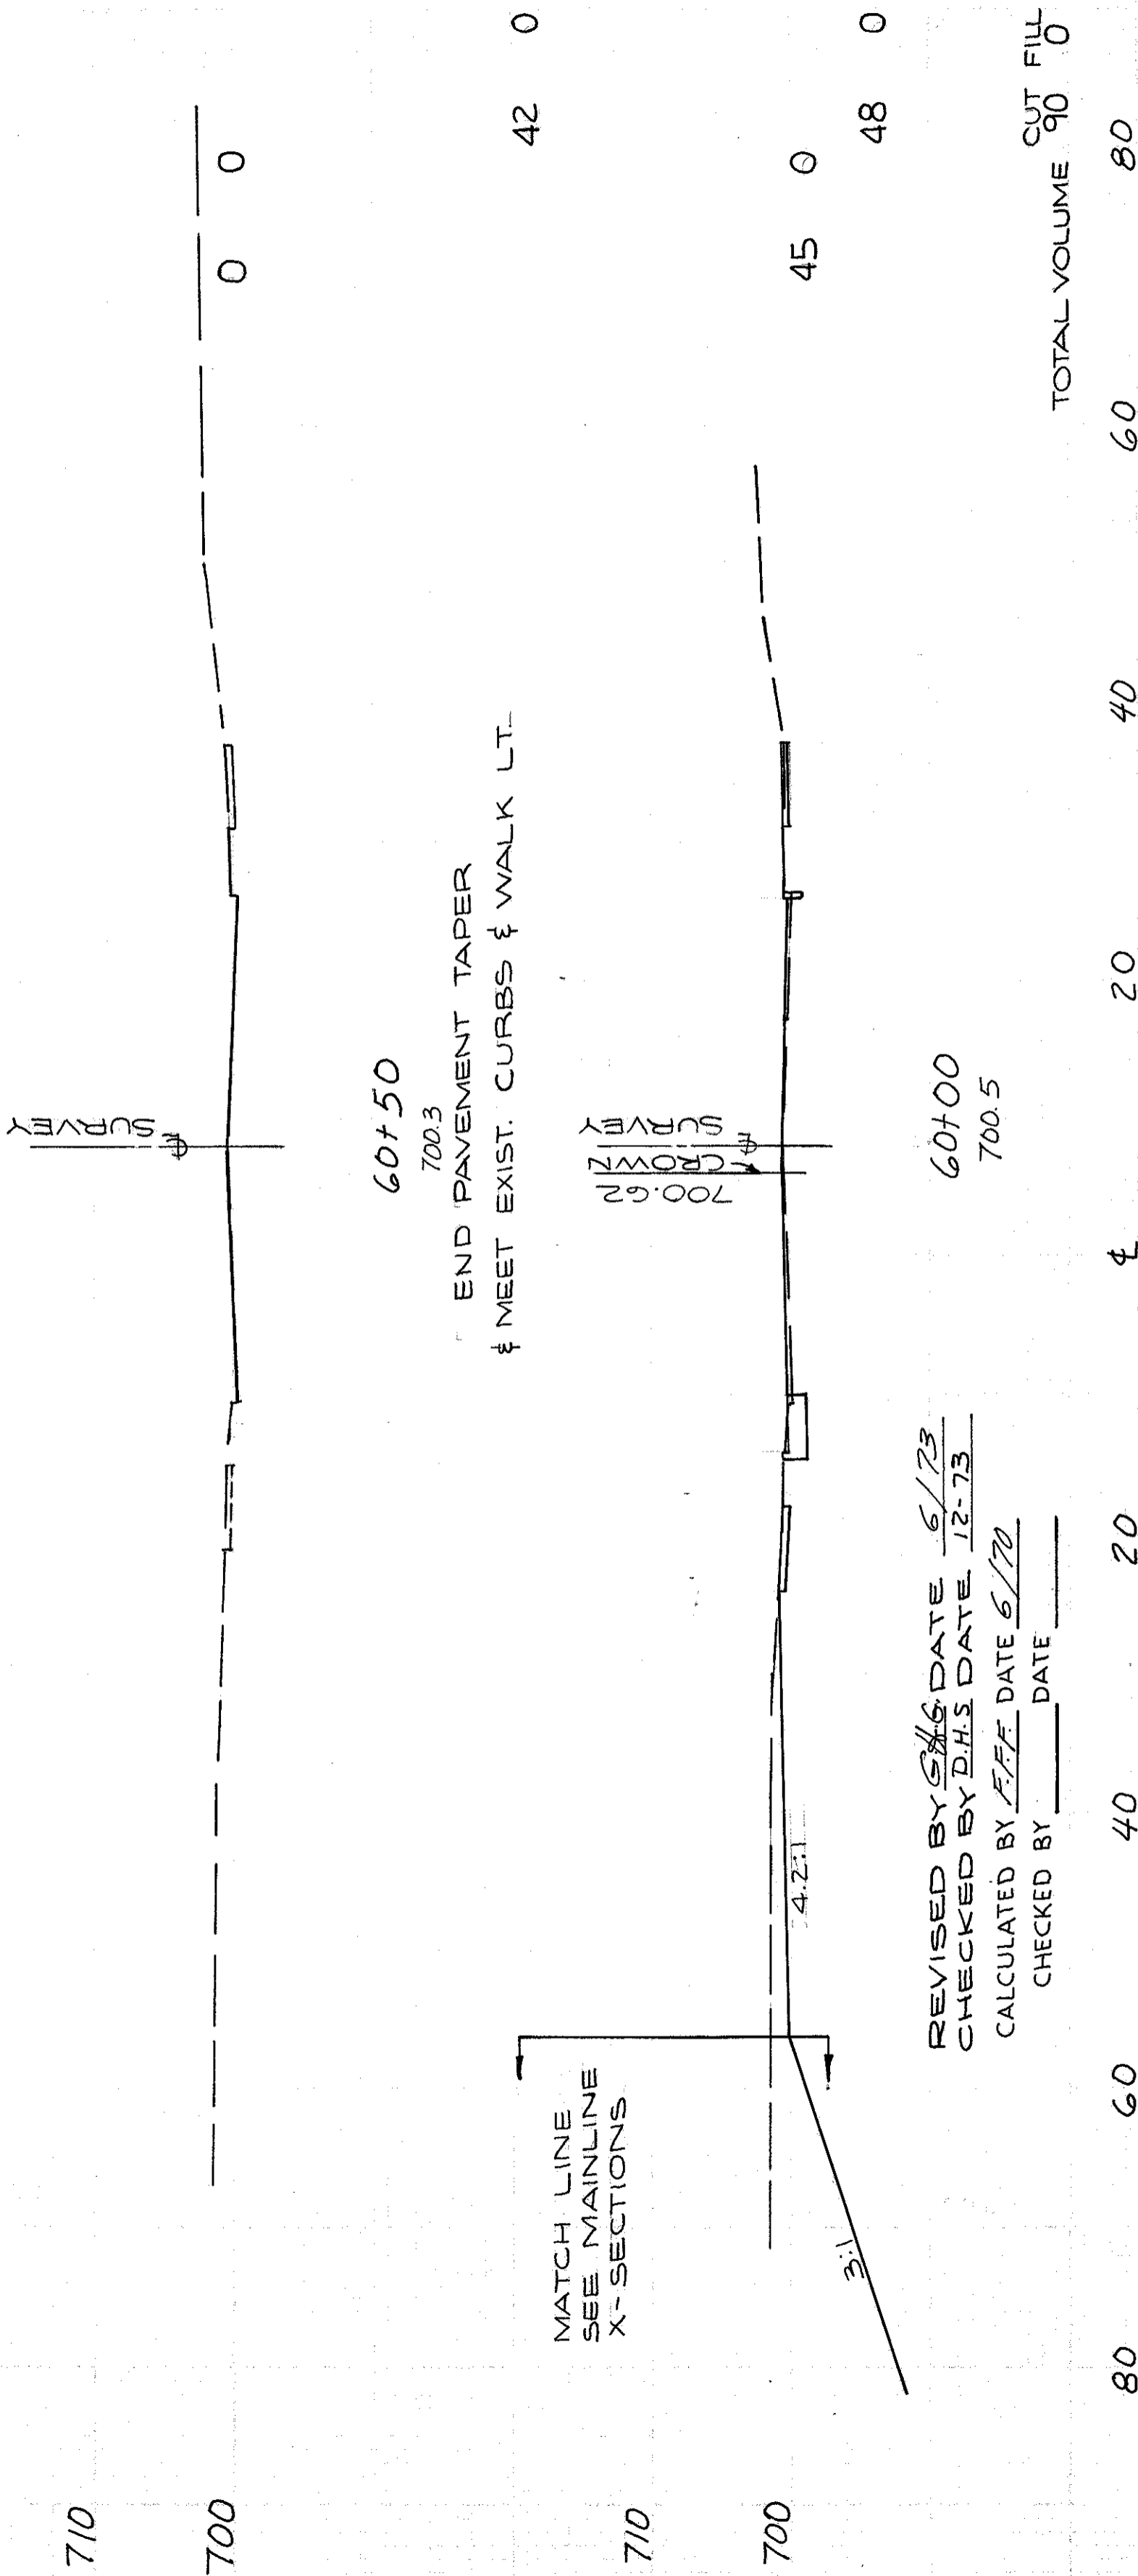 710
700
℄ SURVEY
0 0
60+50
700.3
END PAVEMENT TAPER
& MEET EXIST. CURBS & WALK LT.
42 0
710
700
700.62
CROWN
℄ SURVEY
MATCH LINE
SEE MAINLINE
X-SECTIONS
3:1
4.2:1
45 0
60+00
700.5
48 0
REVISED BY G.H.G. DATE 6/73
CHECKED BY D.H.S DATE 12-73
CALCULATED BY F.F.F. DATE 6/70
CHECKED BY DATE
CUT FILL
TOTAL VOLUME 90 0
80 60 40 20 ℄ 20 40 60 80